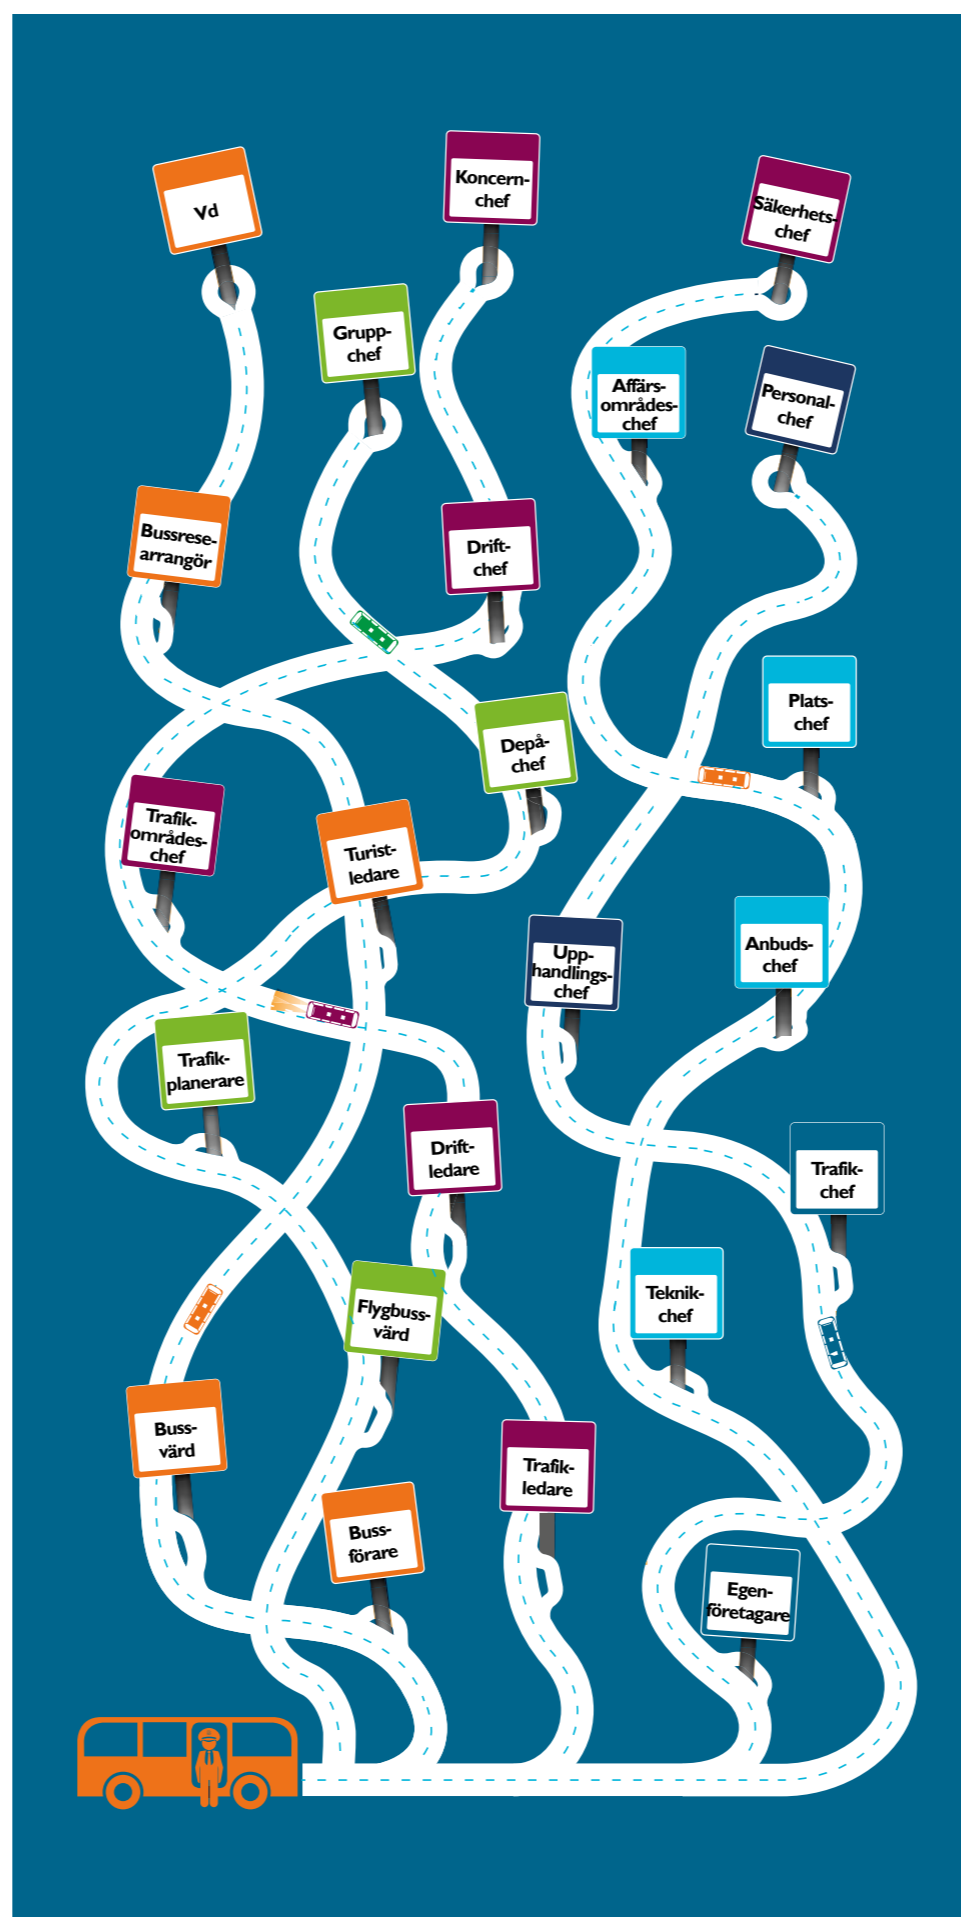 Vd
Koncern-
chef
Säkerhets-
chef
Grupp-
chef
Affärs-
områdes-
chef
Personal-
chef
Bussrese-
arrangör
Drift-
chef
Plats-
chef
Depå-
chef
Trafik-
områdes-
chef
Turist-
ledare
Upp-
handlings-
chef
Anbuds-
chef
Trafik-
planerare
Drift-
ledare
Trafik-
chef
Flygbuss-
värd
Teknik-
chef
Buss-
värd
Trafik-
ledare
Buss-
förare
Egen-
företagare